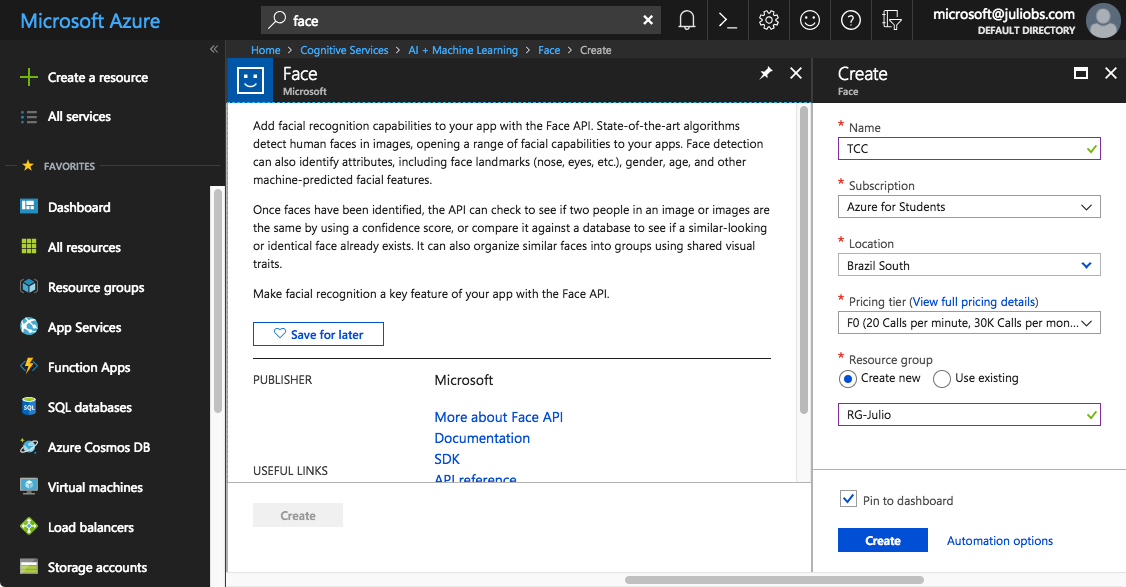 Microsoft Azure
face
microsoft@juliobs.com
DEFAULT DIRECTORY
Create a resource
All services
FAVORITES
Dashboard
All resources
Resource groups
App Services
Function Apps
SQL databases
Azure Cosmos DB
Virtual machines
Load balancers
Storage accounts
Home > Cognitive Services > AI + Machine Learning > Face > Create
Face
Microsoft
Add facial recognition capabilities to your app with the Face API. State-of-the-art algorithms
detect human faces in images, opening a range of facial capabilities to your apps. Face detection
can also identify attributes, including face landmarks (nose, eyes, etc.), gender, age, and other
machine-predicted facial features.
Once faces have been identified, the API can check to see if two people in an image or images are
the same by using a confidence score, or compare it against a database to see if a similar-looking
or identical face already exists. It can also organize similar faces into groups using shared visual
traits.
Make facial recognition a key feature of your app with the Face API.
Save for later
PUBLISHER Microsoft
More about Face API
Documentation
SDK
USEFUL LINKS API reference
Create
Create
Face
* Name
TCC
* Subscription
Azure for Students
* Location
Brazil South
* Pricing tier (View full pricing details)
F0 (20 Calls per minute, 30K Calls per mon...
* Resource group
Create new Use existing
RG-Julio
Pin to dashboard
Create Automation options